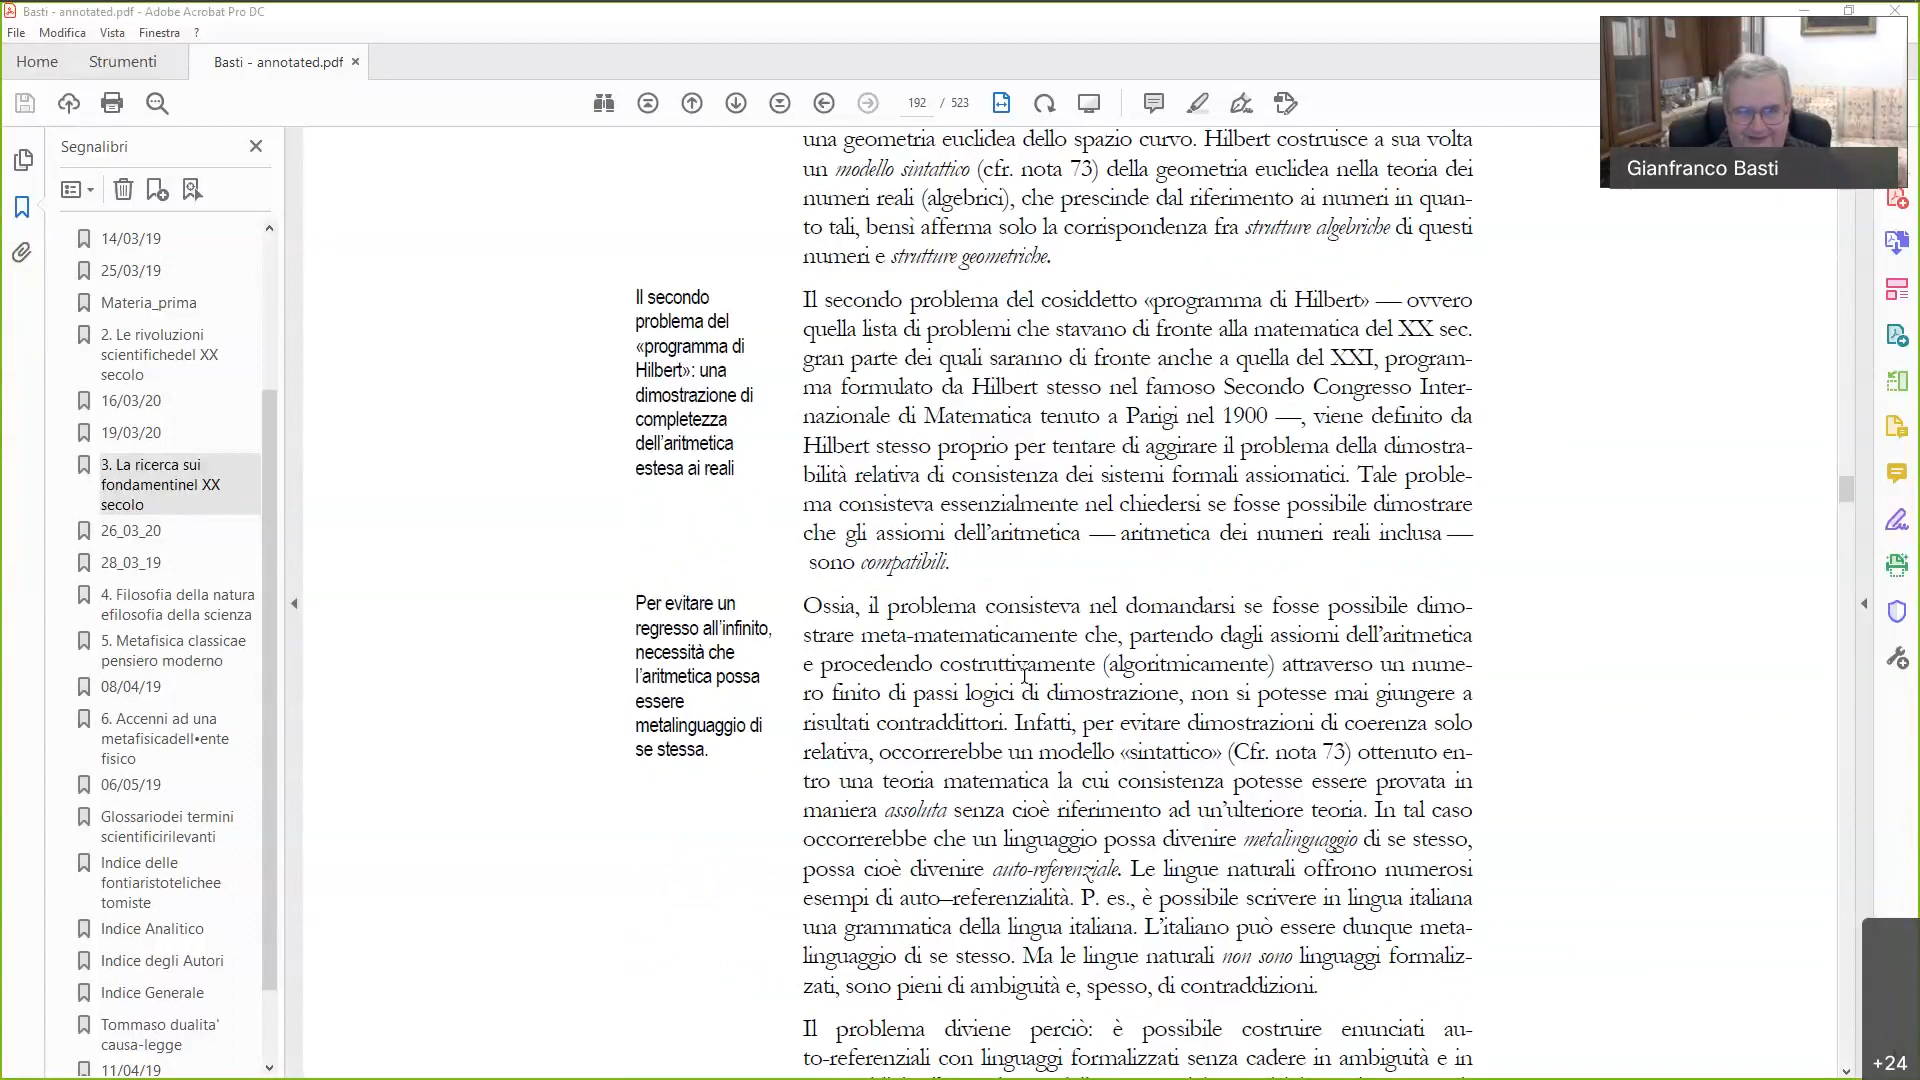 Basti - annotated.pdf - Adobe Acrobat Pro DC
File Modifica Vista Finestra ?
Home Strumenti Basti - annotated.pdf ×
192 / 523
Gianfranco Basti
Segnalibri
14/03/19
25/03/19
Materia_prima
2. Le rivoluzioni
scientifichedel XX
secolo
16/03/20
19/03/20
3. La ricerca sui
fondamentinel XX
secolo
26_03_20
28_03_19
4. Filosofia della natura
efilosofia della scienza
5. Metafisica classicae
pensiero moderno
08/04/19
6. Accenni ad una
metafisicadell•ente
fisico
06/05/19
Glossariodei termini
scientificirilevanti
Indice delle
fontiaristotelichee
tomiste
Indice Analitico
Indice degli Autori
Indice Generale
Tommaso dualita'
causa-legge
11/04/19
una geometria euclidea dello spazio curvo. Hilbert costruisce a sua volta
un modello sintattico (cfr. nota 73) della geometria euclidea nella teoria dei
numeri reali (algebrici), che prescinde dal riferimento ai numeri in quan-
to tali, bensì afferma solo la corrispondenza fra strutture algebriche di questi
numeri e strutture geometriche.
Il secondo
problema del
«programma di
Hilbert»: una
dimostrazione di
completezza
dell'aritmetica
estesa ai reali
Il secondo problema del cosiddetto «programma di Hilbert» — ovvero
quella lista di problemi che stavano di fronte alla matematica del XX sec.
gran parte dei quali saranno di fronte anche a quella del XXI, program-
ma formulato da Hilbert stesso nel famoso Secondo Congresso Inter-
nazionale di Matematica tenuto a Parigi nel 1900 —, viene definito da
Hilbert stesso proprio per tentare di aggirare il problema della dimostra-
bilità relativa di consistenza dei sistemi formali assiomatici. Tale proble-
ma consisteva essenzialmente nel chiedersi se fosse possibile dimostrare
che gli assiomi dell'aritmetica — aritmetica dei numeri reali inclusa —
sono compatibili.
Per evitare un
regresso all'infinito,
necessità che
l'aritmetica possa
essere
metalinguaggio di
se stessa.
Ossia, il problema consisteva nel domandarsi se fosse possibile dimo-
strare meta-matematicamente che, partendo dagli assiomi dell'aritmetica
e procedendo costruttivamente (algoritmicamente) attraverso un nume-
ro finito di passi logici di dimostrazione, non si potesse mai giungere a
risultati contraddittori. Infatti, per evitare dimostrazioni di coerenza solo
relativa, occorrerebbe un modello «sintattico» (Cfr. nota 73) ottenuto en-
tro una teoria matematica la cui consistenza potesse essere provata in
maniera assoluta senza cioè riferimento ad un'ulteriore teoria. In tal caso
occorrerebbe che un linguaggio possa divenire metalinguaggio di se stesso,
possa cioè divenire auto-referenziale. Le lingue naturali offrono numerosi
esempi di auto–referenzialità. P. es., è possibile scrivere in lingua italiana
una grammatica della lingua italiana. L'italiano può essere dunque meta-
linguaggio di se stesso. Ma le lingue naturali non sono linguaggi formaliz-
zati, sono pieni di ambiguità e, spesso, di contraddizioni.
Il problema diviene perciò: è possibile costruire enunciati au-
to-referenziali con linguaggi formalizzati senza cadere in ambiguità e in
+24